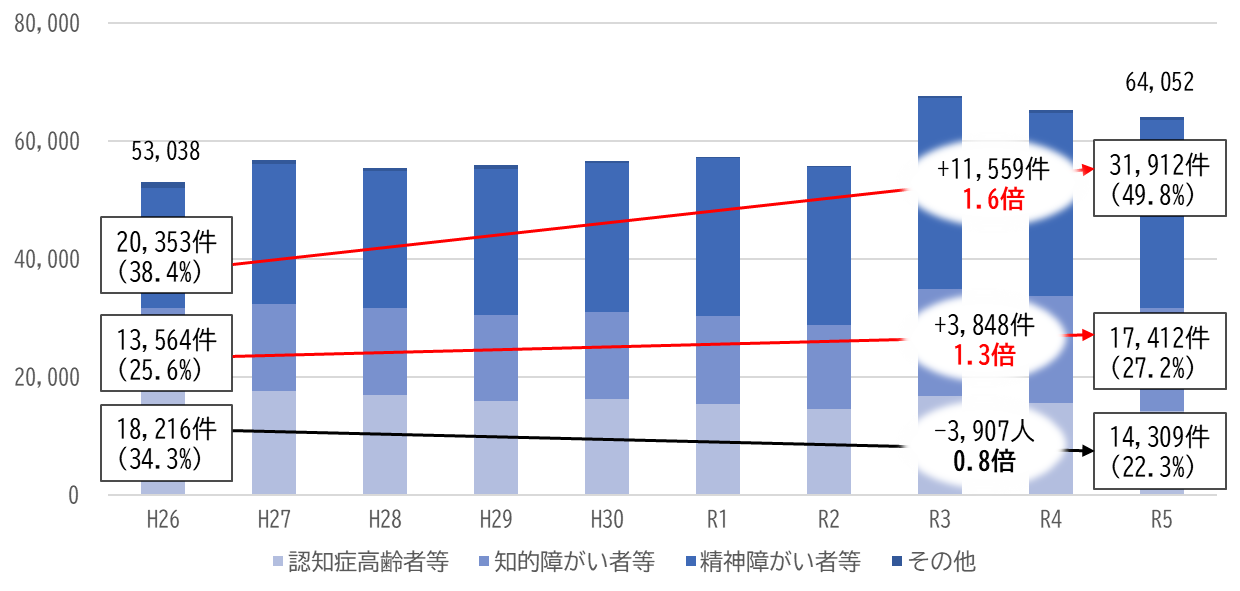 80,000
60,000
40,000
20,000
0
53,038
64,052
20,353件
(38.4%)
13,564件
(25.6%)
18,216件
(34.3%)
+11,559件
1.6倍
+3,848件
1.3倍
-3,907人
0.8倍
31,912件
(49.8%)
17,412件
(27.2%)
14,309件
(22.3%)
H26 H27 H28 H29 H30 R1 R2 R3 R4 R5
認知症高齢者等 知的障がい者等 精神障がい者等 その他